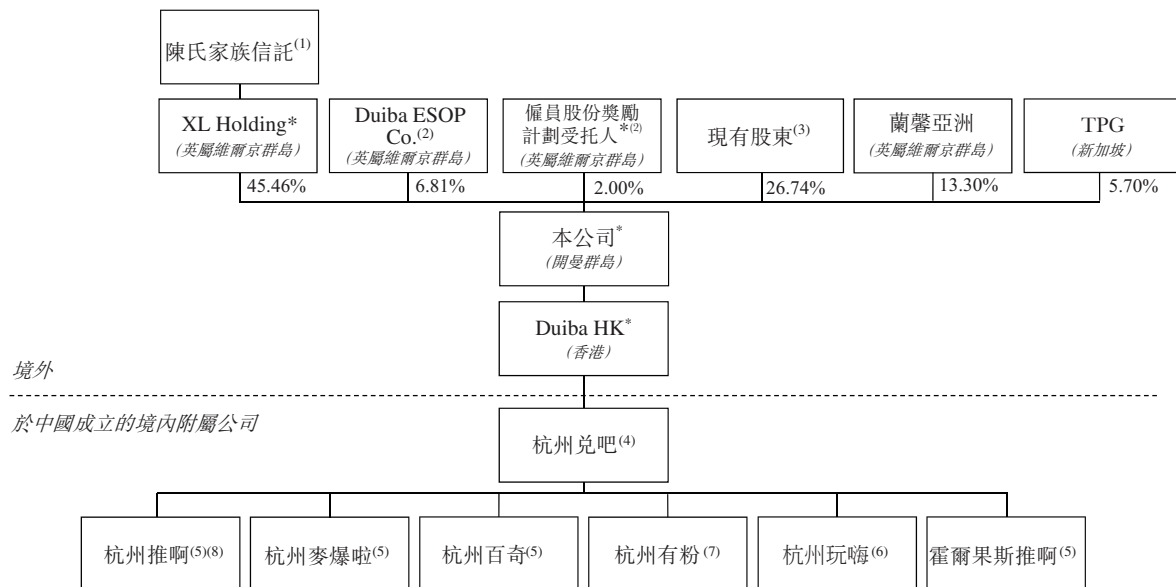 陳氏家族信託(1)
XL Holding*
(英屬維爾京群島)
Duiba ESOP
Co.(2)
(英屬維爾京群島)
僱員股份獎勵
計劃受托人*(2)
(英屬維爾京群島)
現有股東(3)
蘭馨亞洲
(英屬維爾京群島)
TPG
(新加坡)
45.46%
6.81%
2.00%
26.74%
13.30%
5.70%
本公司*
(開曼群島)
Duiba HK*
(香港)
境外
於中國成立的境內附屬公司
杭州兑吧(4)
杭州推啊(5)(8)
杭州麥爆啦(5)
杭州百奇(5)
杭州有粉(7)
杭州玩嗨(6)
霍爾果斯推啊(5)